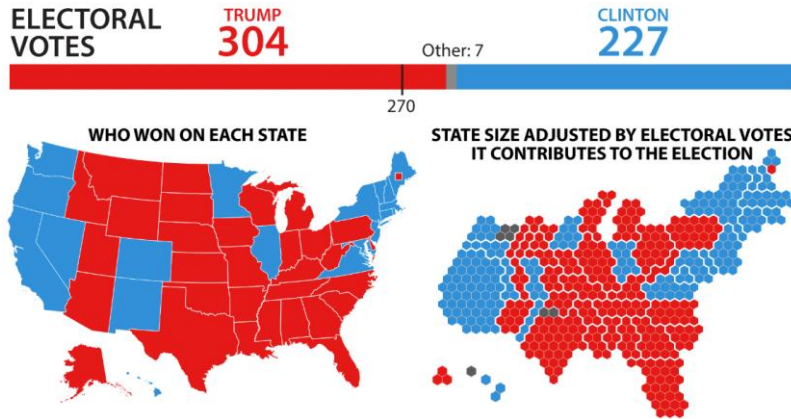 ELECTORAL
VOTES
TRUMP
304
Other: 7
CLINTON
227
270
WHO WON ON EACH STATE
STATE SIZE ADJUSTED BY ELECTORAL VOTES
IT CONTRIBUTES TO THE ELECTION